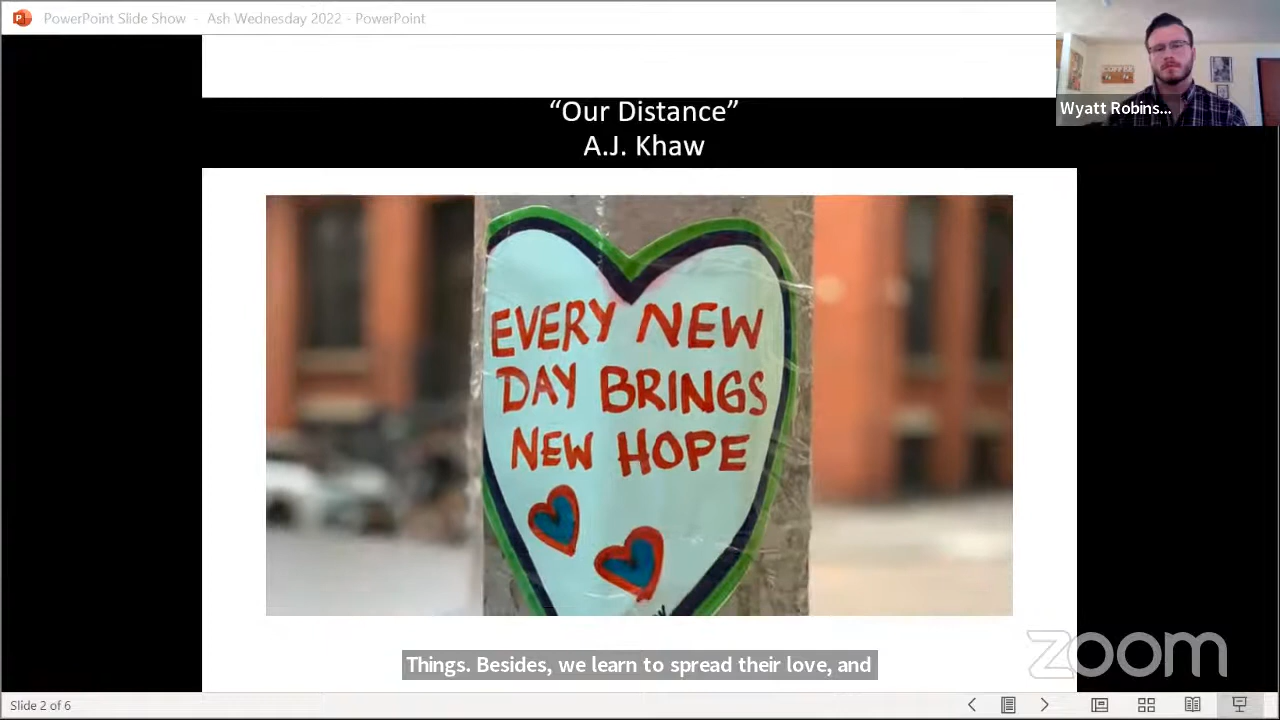 PowerPoint Slide Show - Ash Wednesday 2022 - PowerPoint
COFFEE
Wyatt Robins...
“Our Distance”
A.J. Khaw
EVERY NEW
DAY BRINGS
NEW HOPE
Things. Besides, we learn to spread their love, and
zoom
Slide 2 of 6